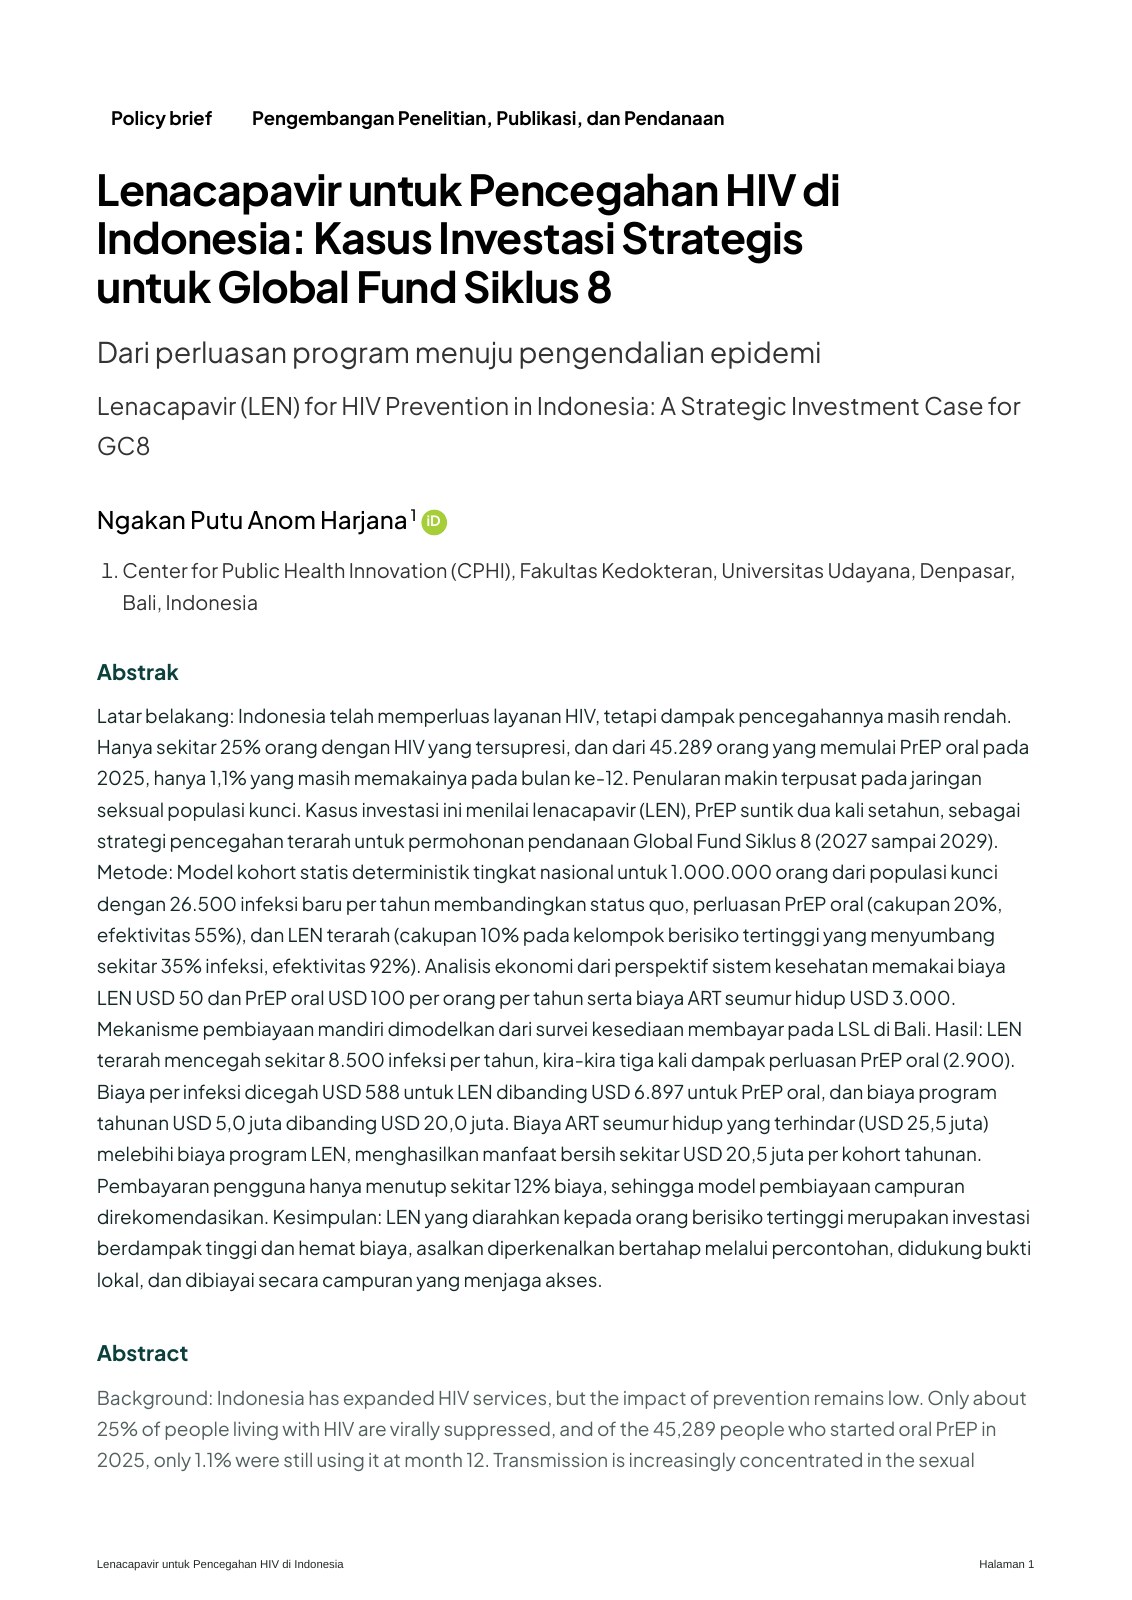 Policy brief Pengembangan Penelitian, Publikasi, dan Pendanaan
Lenacapavir untuk Pencegahan HIV di
Indonesia: Kasus Investasi Strategis
untuk Global Fund Siklus 8
Dari perluasan program menuju pengendalian epidemi
Lenacapavir (LEN) for HIV Prevention in Indonesia: A Strategic Investment Case for
GC8
Ngakan Putu Anom Harjana 1 iD
1. Center for Public Health Innovation (CPHI), Fakultas Kedokteran, Universitas Udayana, Denpasar,
Bali, Indonesia
Abstrak
Latar belakang: Indonesia telah memperluas layanan HIV, tetapi dampak pencegahannya masih rendah.
Hanya sekitar 25% orang dengan HIV yang tersupresi, dan dari 45.289 orang yang memulai PrEP oral pada
2025, hanya 1,1% yang masih memakainya pada bulan ke-12. Penularan makin terpusat pada jaringan
seksual populasi kunci. Kasus investasi ini menilai lenacapavir (LEN), PrEP suntik dua kali setahun, sebagai
strategi pencegahan terarah untuk permohonan pendanaan Global Fund Siklus 8 (2027 sampai 2029).
Metode: Model kohort statis deterministik tingkat nasional untuk 1.000.000 orang dari populasi kunci
dengan 26.500 infeksi baru per tahun membandingkan status quo, perluasan PrEP oral (cakupan 20%,
efektivitas 55%), dan LEN terarah (cakupan 10% pada kelompok berisiko tertinggi yang menyumbang
sekitar 35% infeksi, efektivitas 92%). Analisis ekonomi dari perspektif sistem kesehatan memakai biaya
LEN USD 50 dan PrEP oral USD 100 per orang per tahun serta biaya ART seumur hidup USD 3.000.
Mekanisme pembiayaan mandiri dimodelkan dari survei kesediaan membayar pada LSL di Bali. Hasil: LEN
terarah mencegah sekitar 8.500 infeksi per tahun, kira-kira tiga kali dampak perluasan PrEP oral (2.900).
Biaya per infeksi dicegah USD 588 untuk LEN dibanding USD 6.897 untuk PrEP oral, dan biaya program
tahunan USD 5,0 juta dibanding USD 20,0 juta. Biaya ART seumur hidup yang terhindar (USD 25,5 juta)
melebihi biaya program LEN, menghasilkan manfaat bersih sekitar USD 20,5 juta per kohort tahunan.
Pembayaran pengguna hanya menutup sekitar 12% biaya, sehingga model pembiayaan campuran
direkomendasikan. Kesimpulan: LEN yang diarahkan kepada orang berisiko tertinggi merupakan investasi
berdampak tinggi dan hemat biaya, asalkan diperkenalkan bertahap melalui percontohan, didukung bukti
lokal, dan dibiayai secara campuran yang menjaga akses.
Abstract
Background: Indonesia has expanded HIV services, but the impact of prevention remains low. Only about
25% of people living with HIV are virally suppressed, and of the 45,289 people who started oral PrEP in
2025, only 1.1% were still using it at month 12. Transmission is increasingly concentrated in the sexual
Lenacapavir untuk Pencegahan HIV di Indonesia Halaman 1